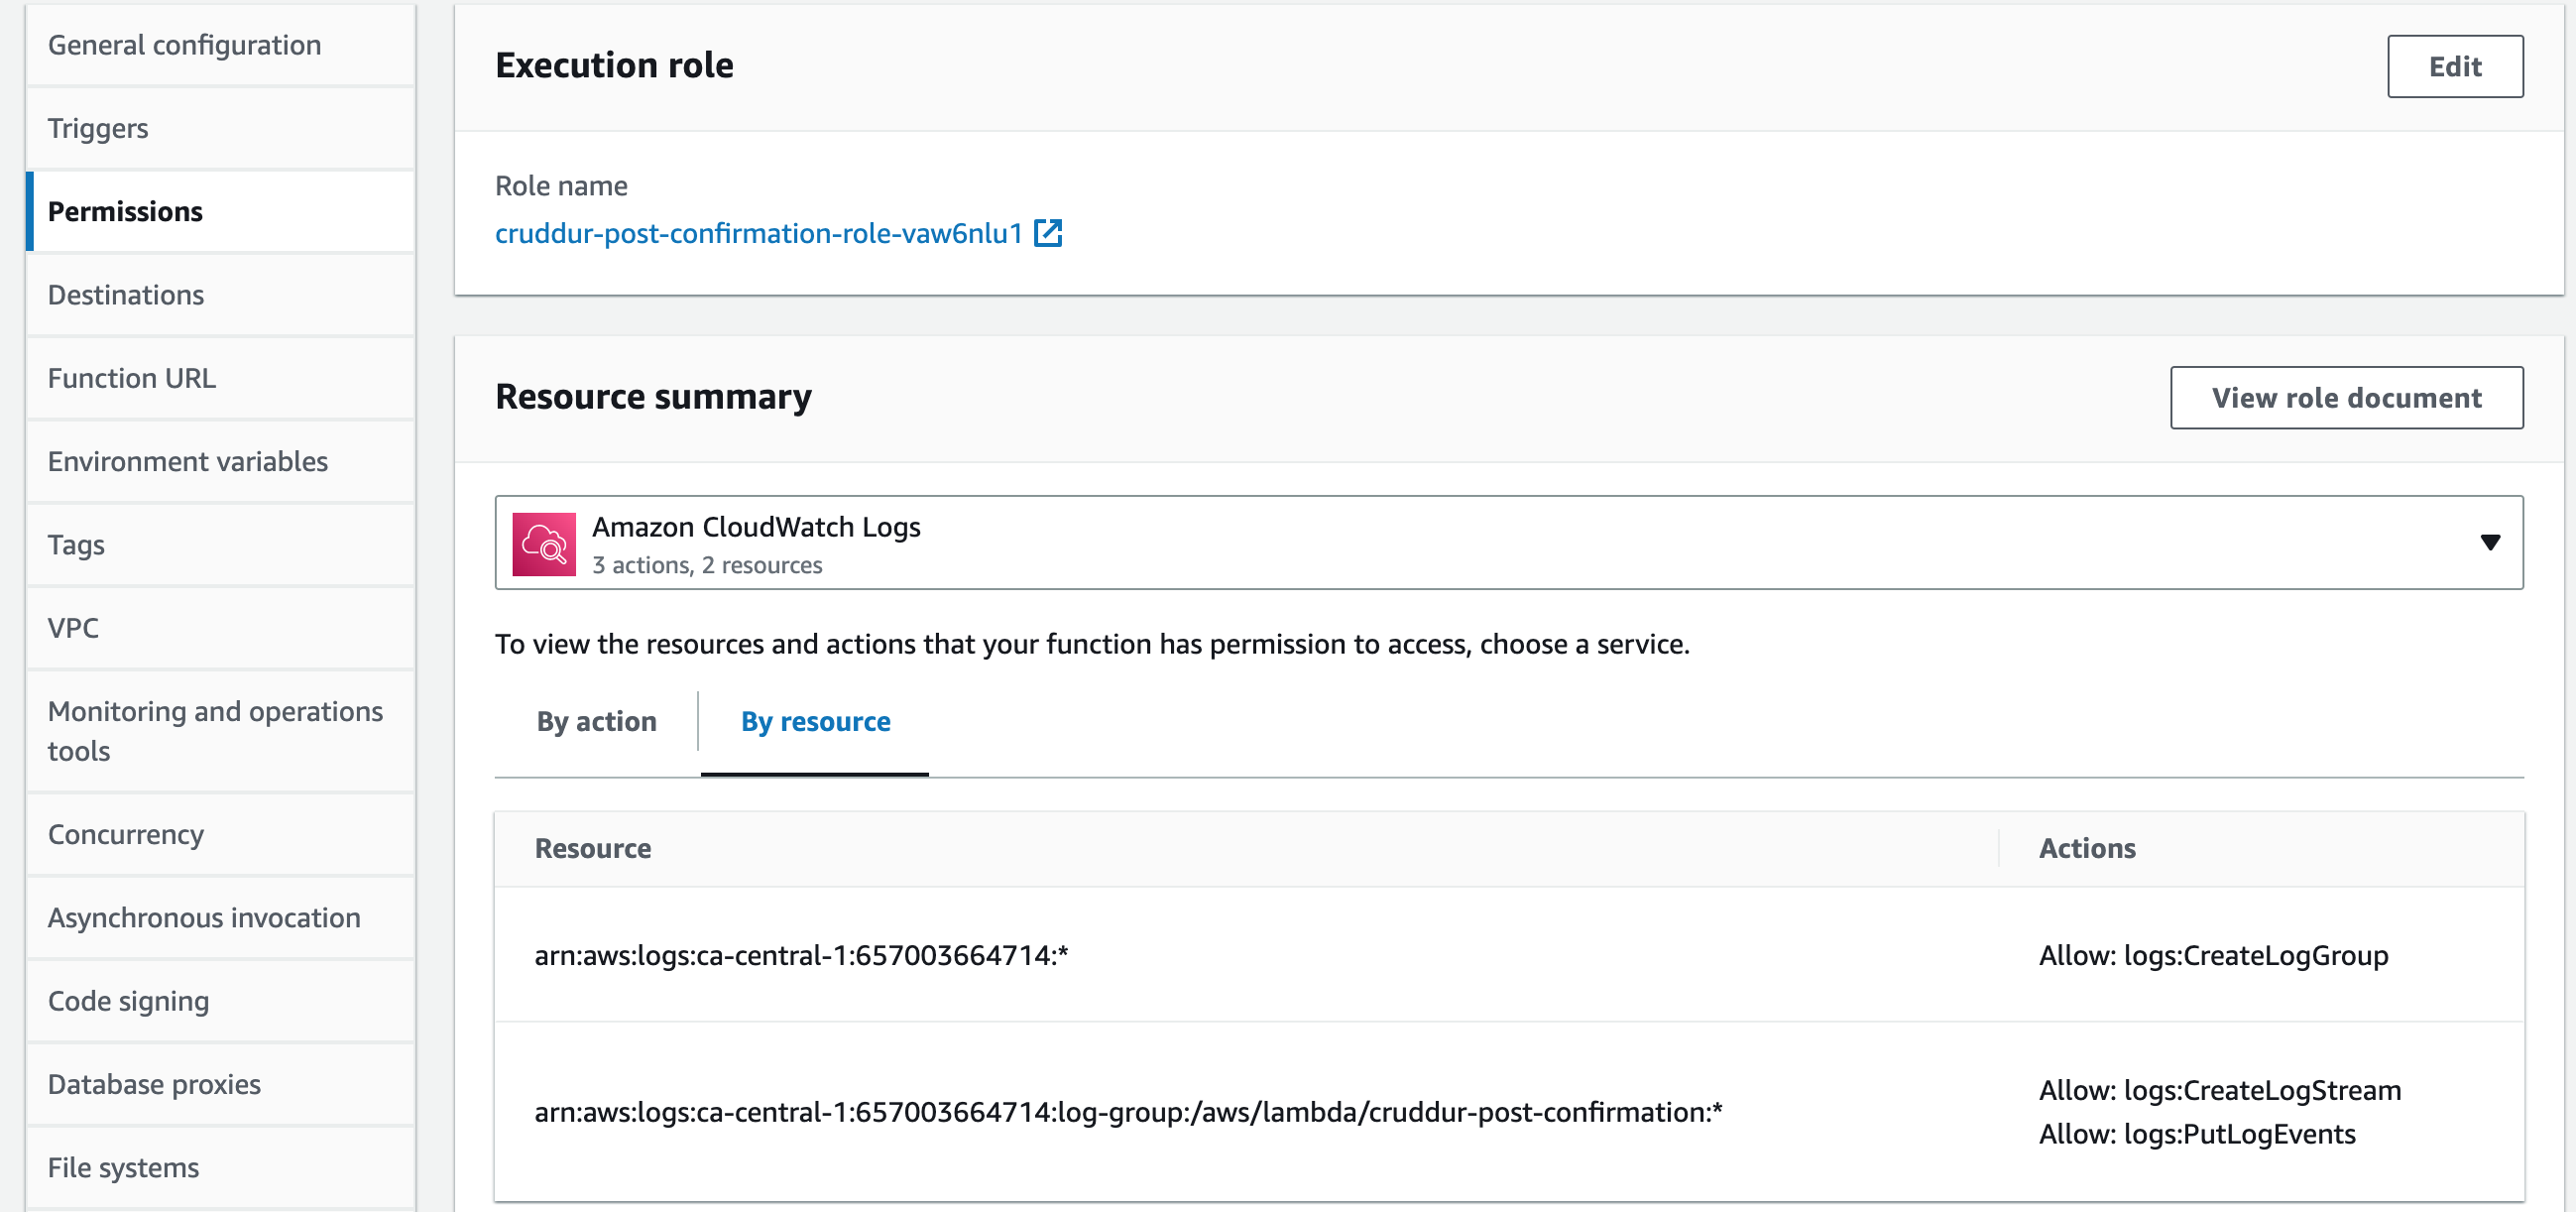 General configuration
Triggers
Permissions
Destinations
Function URL
Environment variables
Tags
VPC
Monitoring and operations
tools
Concurrency
Asynchronous invocation
Code signing
Database proxies
File systems
Execution role
Edit
Role name
cruddur-post-confirmation-role-vaw6nlu1
Resource summary
View role document
Amazon CloudWatch Logs
3 actions, 2 resources
To view the resources and actions that your function has permission to access, choose a service.
By action
By resource
Resource
Actions
arn:aws:logs:ca-central-1:657003664714:*
Allow: logs:CreateLogGroup
arn:aws:logs:ca-central-1:657003664714:log-group:/aws/lambda/cruddur-post-confirmation:*
Allow: logs:CreateLogStream
Allow: logs:PutLogEvents